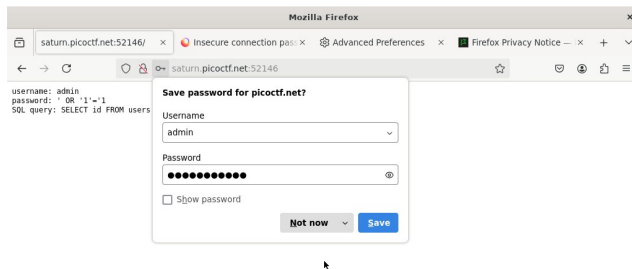 Mozilla Firefox
saturn.picoctf.net:52146/
Insecure connection pass
Advanced Preferences
Firefox Privacy Notice —
saturn.picoctf.net:52146
username: admin
password: ' OR '1'='1
SQL query: SELECT id FROM users
Save password for picoctf.net?
Username
admin
Password
●●●●●●●●●●●
Show password
Not now
Save